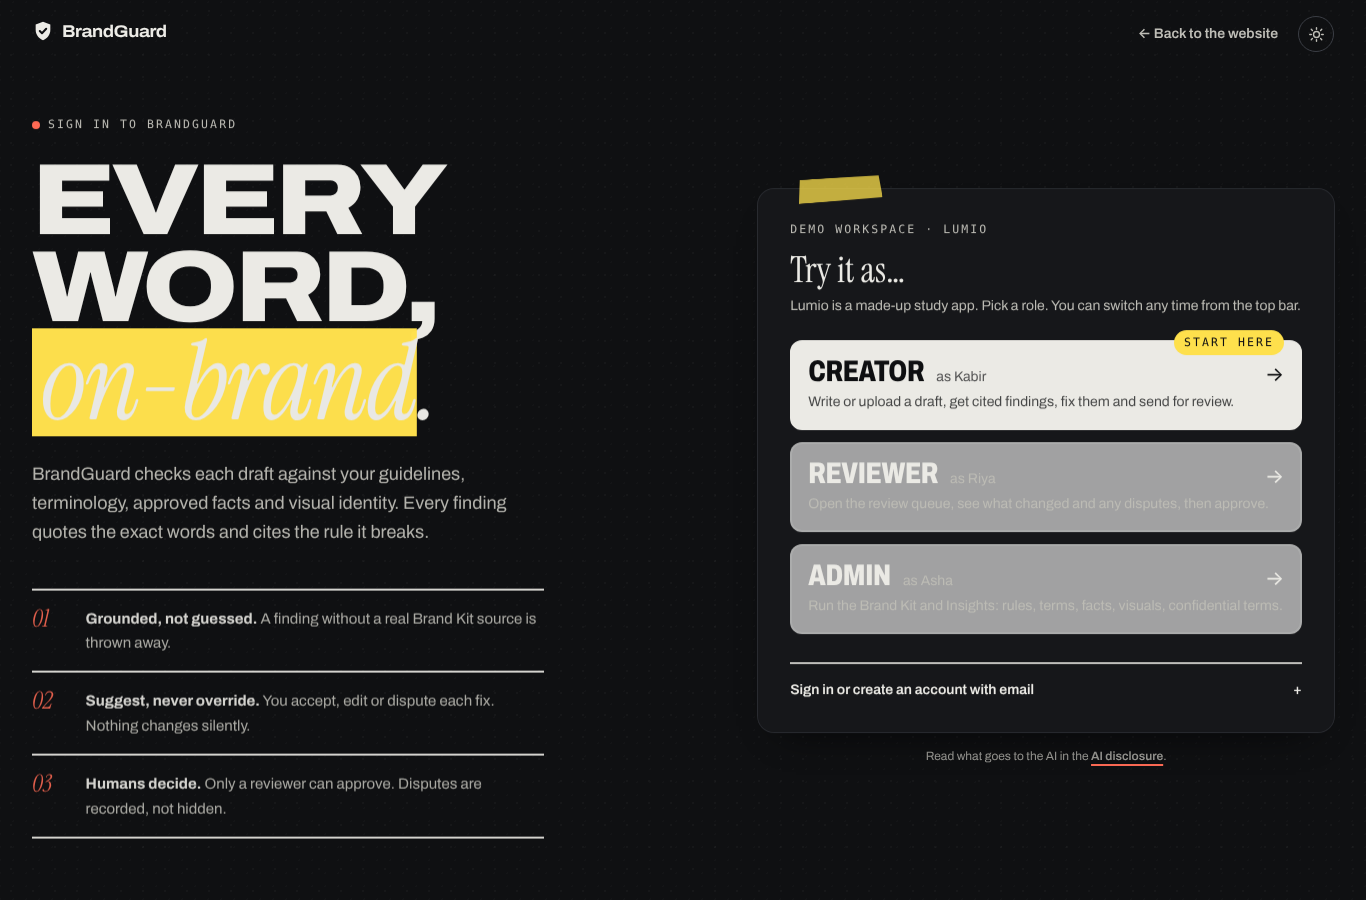 BrandGuard
← Back to the website
SIGN IN TO BRANDGUARD
EVERY
WORD,
on-brand.
BrandGuard checks each draft against your guidelines,
terminology, approved facts and visual identity. Every finding
quotes the exact words and cites the rule it breaks.
01
Grounded, not guessed. A finding without a real Brand Kit source is
thrown away.
02
Suggest, never override. You accept, edit or dispute each fix.
Nothing changes silently.
03
Humans decide. Only a reviewer can approve. Disputes are
recorded, not hidden.
DEMO WORKSPACE · LUMIO
Try it as…
Lumio is a made-up study app. Pick a role. You can switch any time from the top bar.
START HERE
CREATOR as Kabir →
Write or upload a draft, get cited findings, fix them and send for review.
REVIEWER as Riya →
Open the review queue, see what changed and any disputes, then approve.
ADMIN as Asha →
Run the Brand Kit and Insights: rules, terms, facts, visuals, confidential terms.
Sign in or create an account with email +
Read what goes to the AI in the AI disclosure.